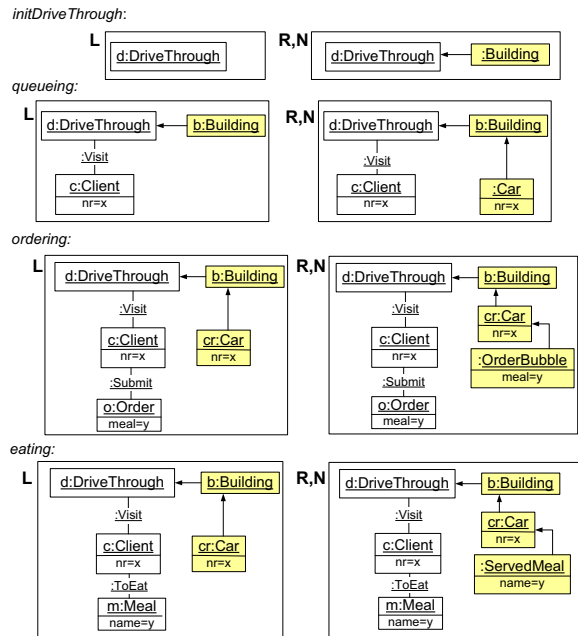 initDriveThrough:
L
d:DriveThrough
R,N
d:DriveThrough
:Building
queueing:
L
d:DriveThrough
b:Building
:Visit
c:Client
nr=x
R,N
d:DriveThrough
b:Building
:Visit
c:Client
nr=x
:Car
nr=x
ordering:
L
d:DriveThrough
b:Building
:Visit
c:Client
nr=x
cr:Car
nr=x
:Submit
o:Order
meal=y
R,N
d:DriveThrough
b:Building
:Visit
cr:Car
nr=x
c:Client
nr=x
:OrderBubble
meal=y
:Submit
o:Order
meal=y
eating:
L
d:DriveThrough
b:Building
:Visit
c:Client
nr=x
cr:Car
nr=x
:ToEat
m:Meal
name=y
R,N
d:DriveThrough
b:Building
:Visit
cr:Car
nr=x
c:Client
nr=x
:ServedMeal
name=y
:ToEat
m:Meal
name=y